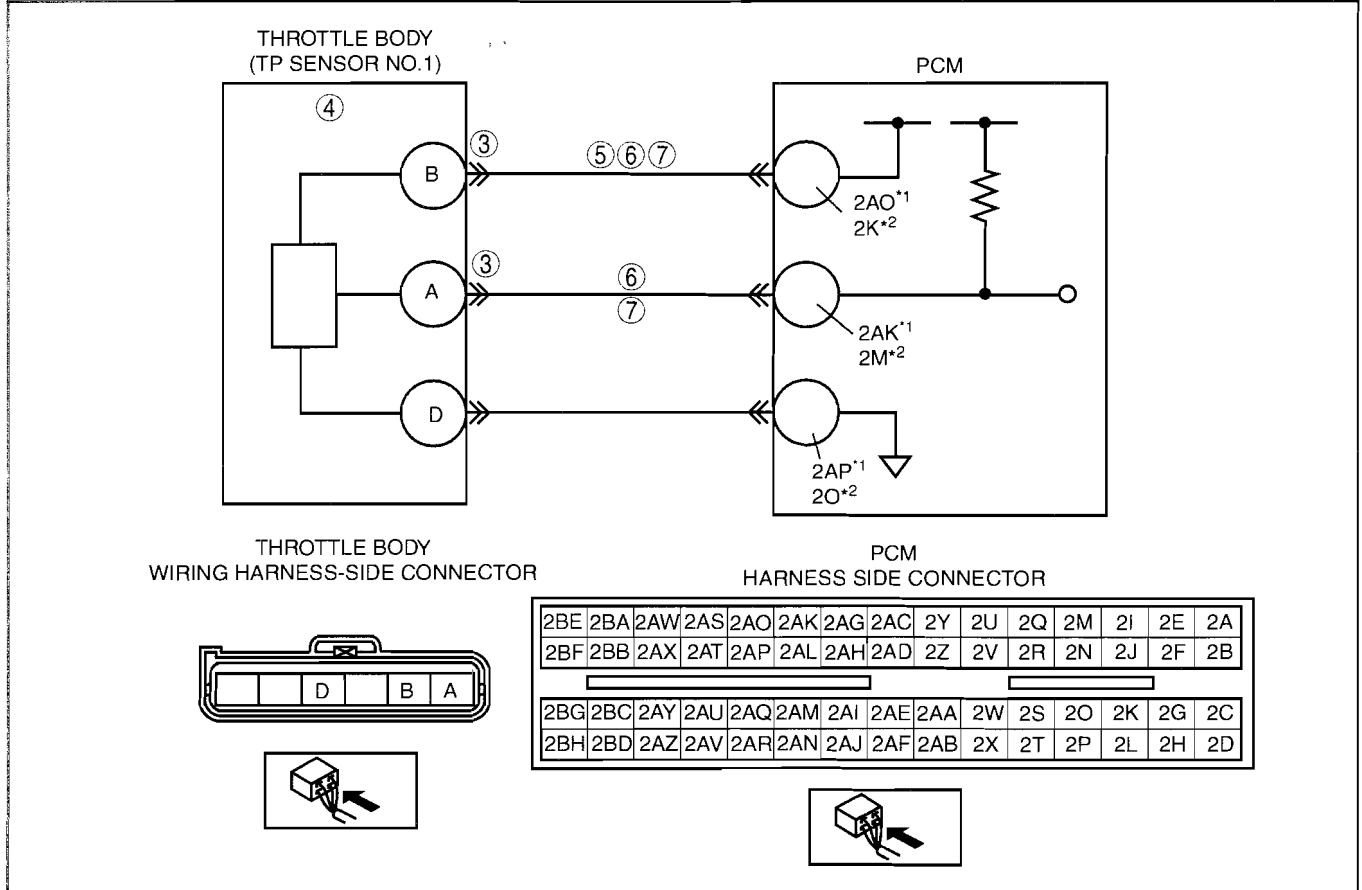 THROTTLE BODY
(TP SENSOR NO.1)
PCM
④
B
③
⑤⑥⑦
2AO*1
2K*2
A
③
⑥
⑦
2AK*1
2M*2
D
2AP*1
2O*2
THROTTLE BODY
WIRING HARNESS-SIDE CONNECTOR
D B A
PCM
HARNESS SIDE CONNECTOR
2BE 2BA 2AW 2AS 2AO 2AK 2AG 2AC 2Y 2U 2Q 2M 2I 2E 2A
2BF 2BB 2AX 2AT 2AP 2AL 2AH 2AD 2Z 2V 2R 2N 2J 2F 2B
2BG 2BC 2AY 2AU 2AQ 2AM 2AI 2AE 2AA 2W 2S 2O 2K 2G 2C
2BH 2BD 2AZ 2AV 2AR 2AN 2AJ 2AF 2AB 2X 2T 2P 2L 2H 2D